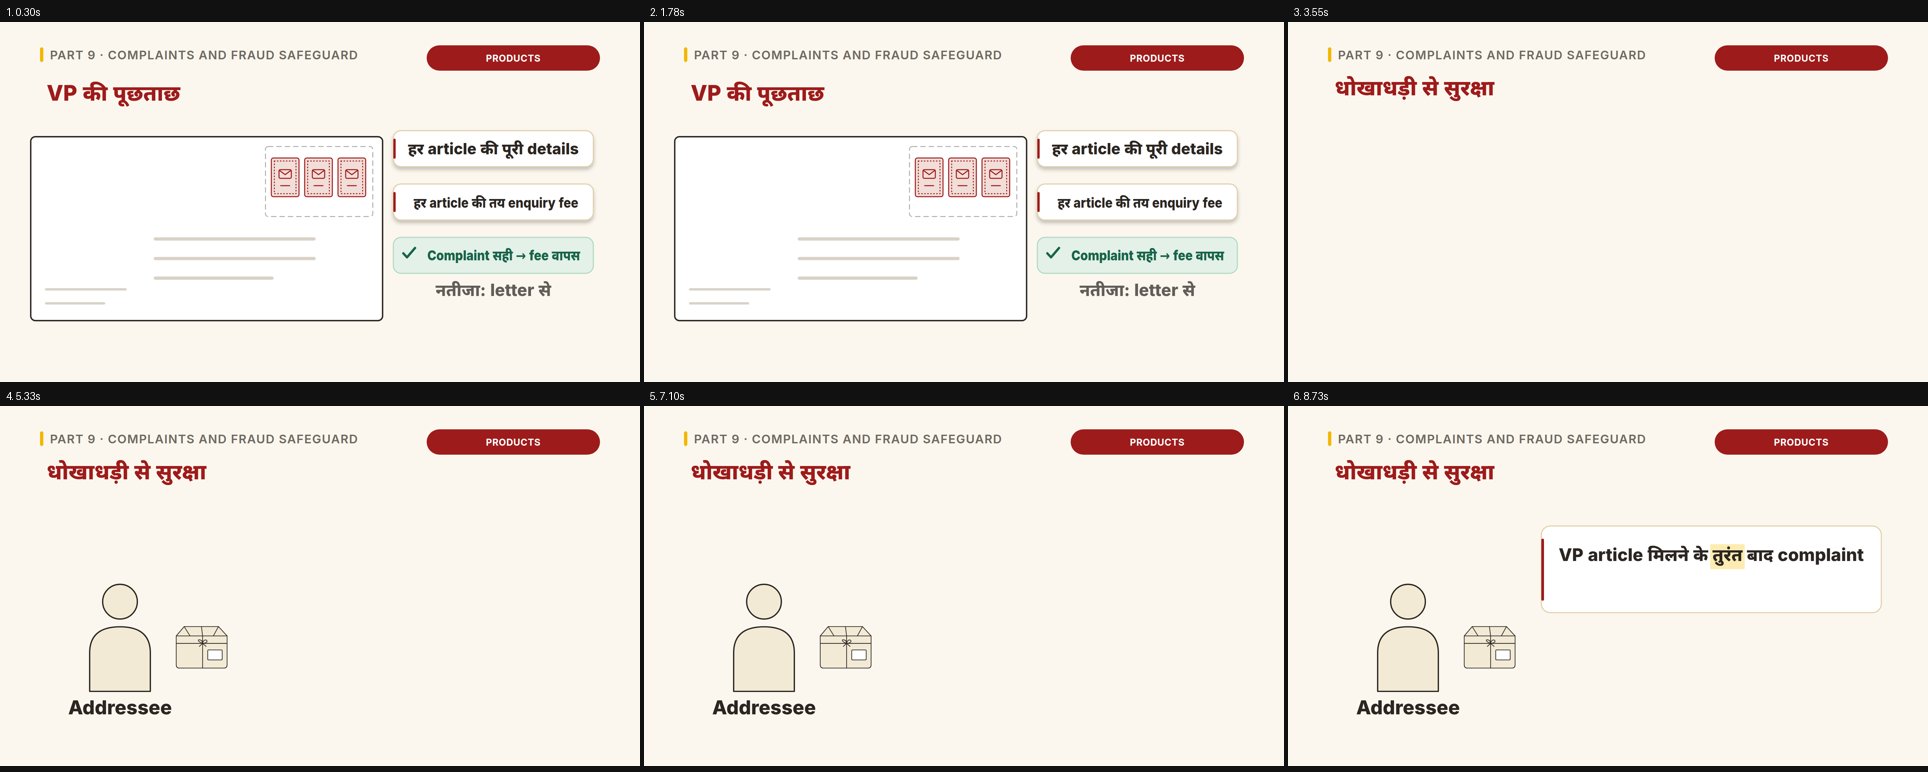 1. 0.30s
PART 9 · COMPLAINTS AND FRAUD SAFEGUARD
PRODUCTS
VP की पूछताछ
हर article की पूरी details
हर article की तय enquiry fee
Complaint सही → fee वापस
नतीजा: letter से
2. 1.78s
PART 9 · COMPLAINTS AND FRAUD SAFEGUARD
PRODUCTS
VP की पूछताछ
हर article की पूरी details
हर article की तय enquiry fee
Complaint सही → fee वापस
नतीजा: letter से
3. 3.55s
PART 9 · COMPLAINTS AND FRAUD SAFEGUARD
PRODUCTS
धोखाधड़ी से सुरक्षा
4. 5.33s
PART 9 · COMPLAINTS AND FRAUD SAFEGUARD
PRODUCTS
धोखाधड़ी से सुरक्षा
Addressee
5. 7.10s
PART 9 · COMPLAINTS AND FRAUD SAFEGUARD
PRODUCTS
धोखाधड़ी से सुरक्षा
Addressee
6. 8.73s
PART 9 · COMPLAINTS AND FRAUD SAFEGUARD
PRODUCTS
धोखाधड़ी से सुरक्षा
VP article मिलने के तुरंत बाद complaint
Addressee